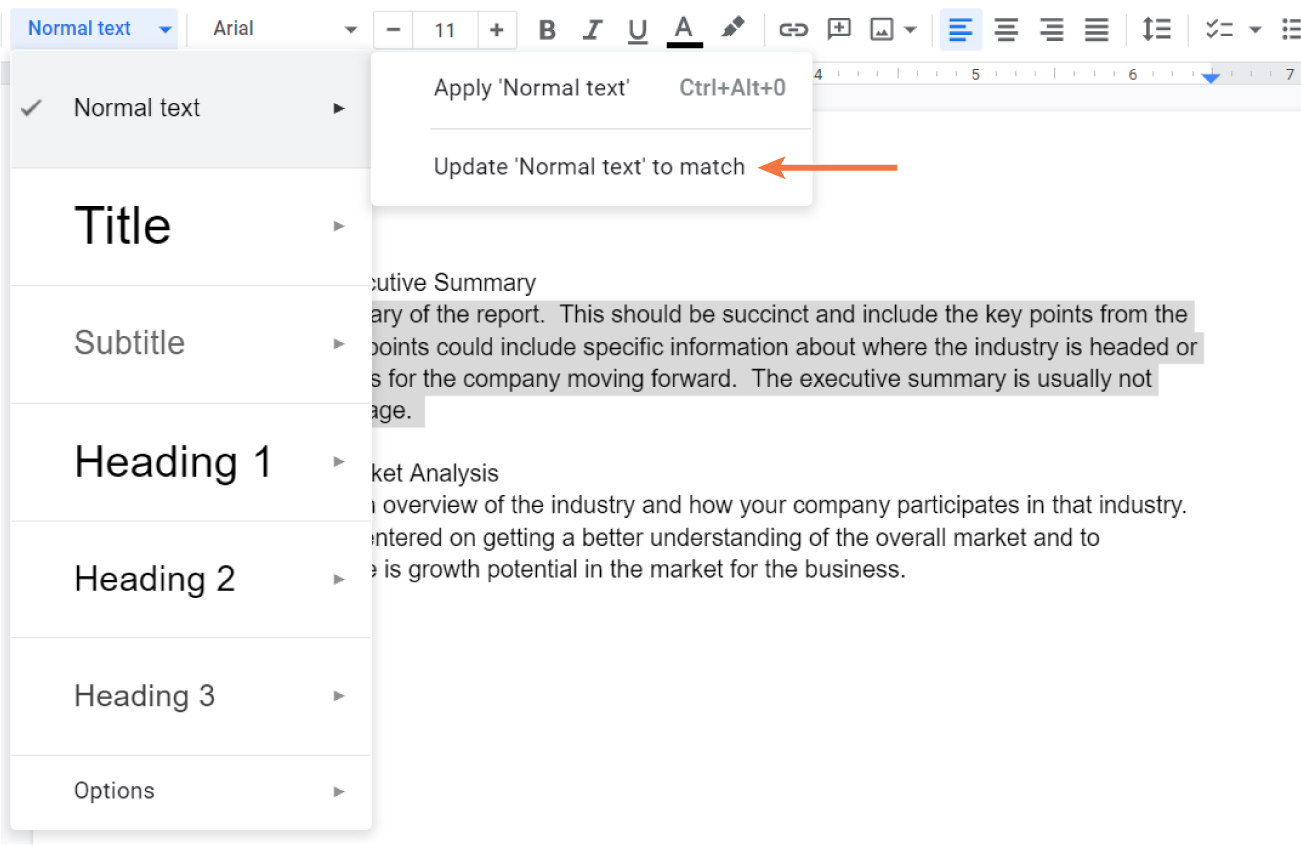 Normal text Arial − 11 + B I U A
4 5 6 7
Normal text
Apply 'Normal text' Ctrl+Alt+0
Update 'Normal text' to match
Title
Subtitle
Heading 1
Heading 2
Heading 3
Options
cutive Summary
ary of the report.  This should be succinct and include the key points from the
points could include specific information about where the industry is headed or
s for the company moving forward.  The executive summary is usually not
age.
ket Analysis
overview of the industry and how your company participates in that industry.
entered on getting a better understanding of the overall market and to
e is growth potential in the market for the business.